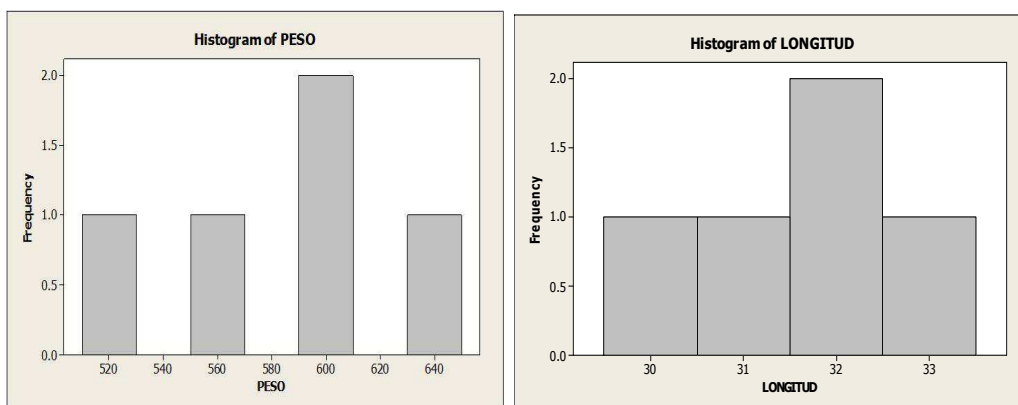 Histogram of PESO
2.0
1.5
1.0
0.5
0.0
Frequency
520 540 560 580 600 620 640
PESO
Histogram of LONGITUD
2.0
1.5
1.0
0.5
0.0
Frequency
30 31 32 33
LONGITUD